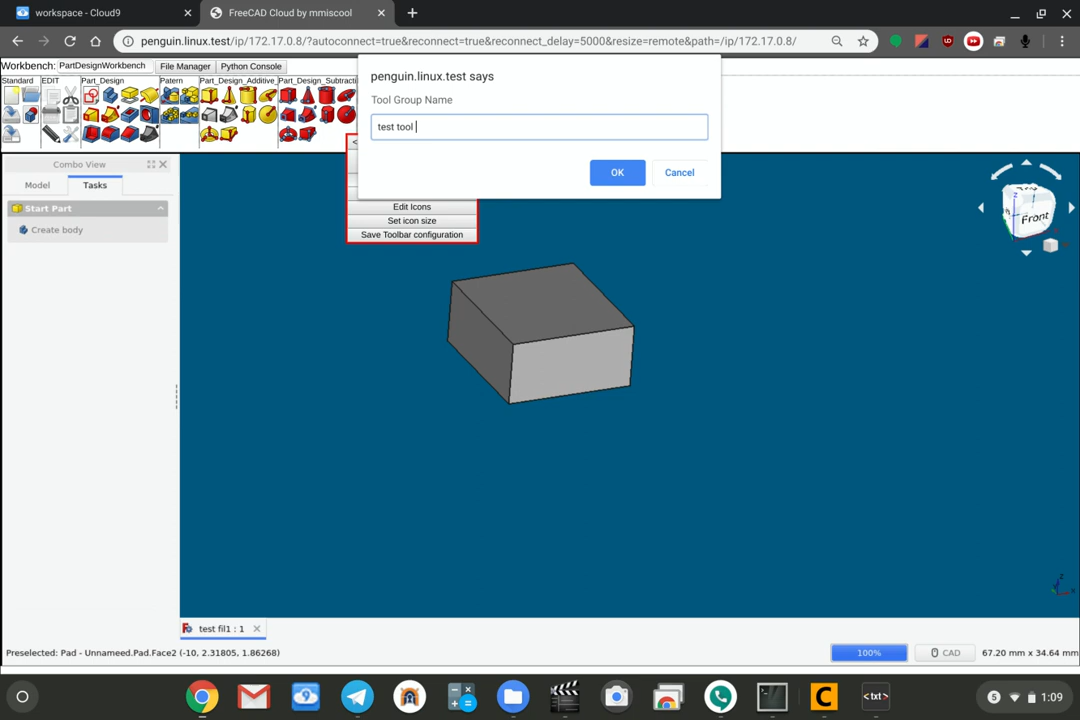 workspace - Cloud9
FreeCAD Cloud by mmiscool
penguin.linux.test/ip/172.17.0.8/?autoconnect=true&reconnect=true&reconnect_delay=5000&resize=remote&path=/ip/172.17.0.8/
Workbench: PartDesignWorkbench File Manager Python Console
Standard EDIT Part_Design Patern Part_Design_Additive_ Part_Design_Subtracti
penguin.linux.test says
Tool Group Name
test tool
OK Cancel
Edit Icons
Set icon size
Save Toolbar configuration
Combo View
Model Tasks
Start Part
Create body
Front
test fil1 : 1
Preselected: Pad - Unnameed.Pad.Face2 (-10, 2.31805, 1.86268)
100% CAD 67.20 mm x 34.64 mm
<txt> 5 1:09